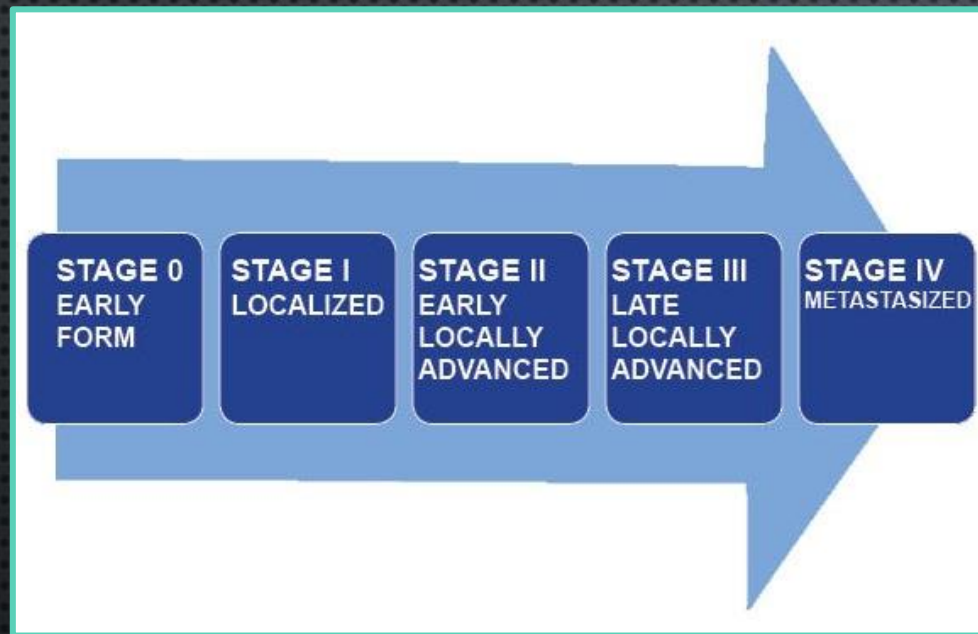 STAGE 0
EARLY
FORM
STAGE I
LOCALIZED
STAGE II
EARLY
LOCALLY
ADVANCED
STAGE III
LATE
LOCALLY
ADVANCED
STAGE IV
METASTASIZED